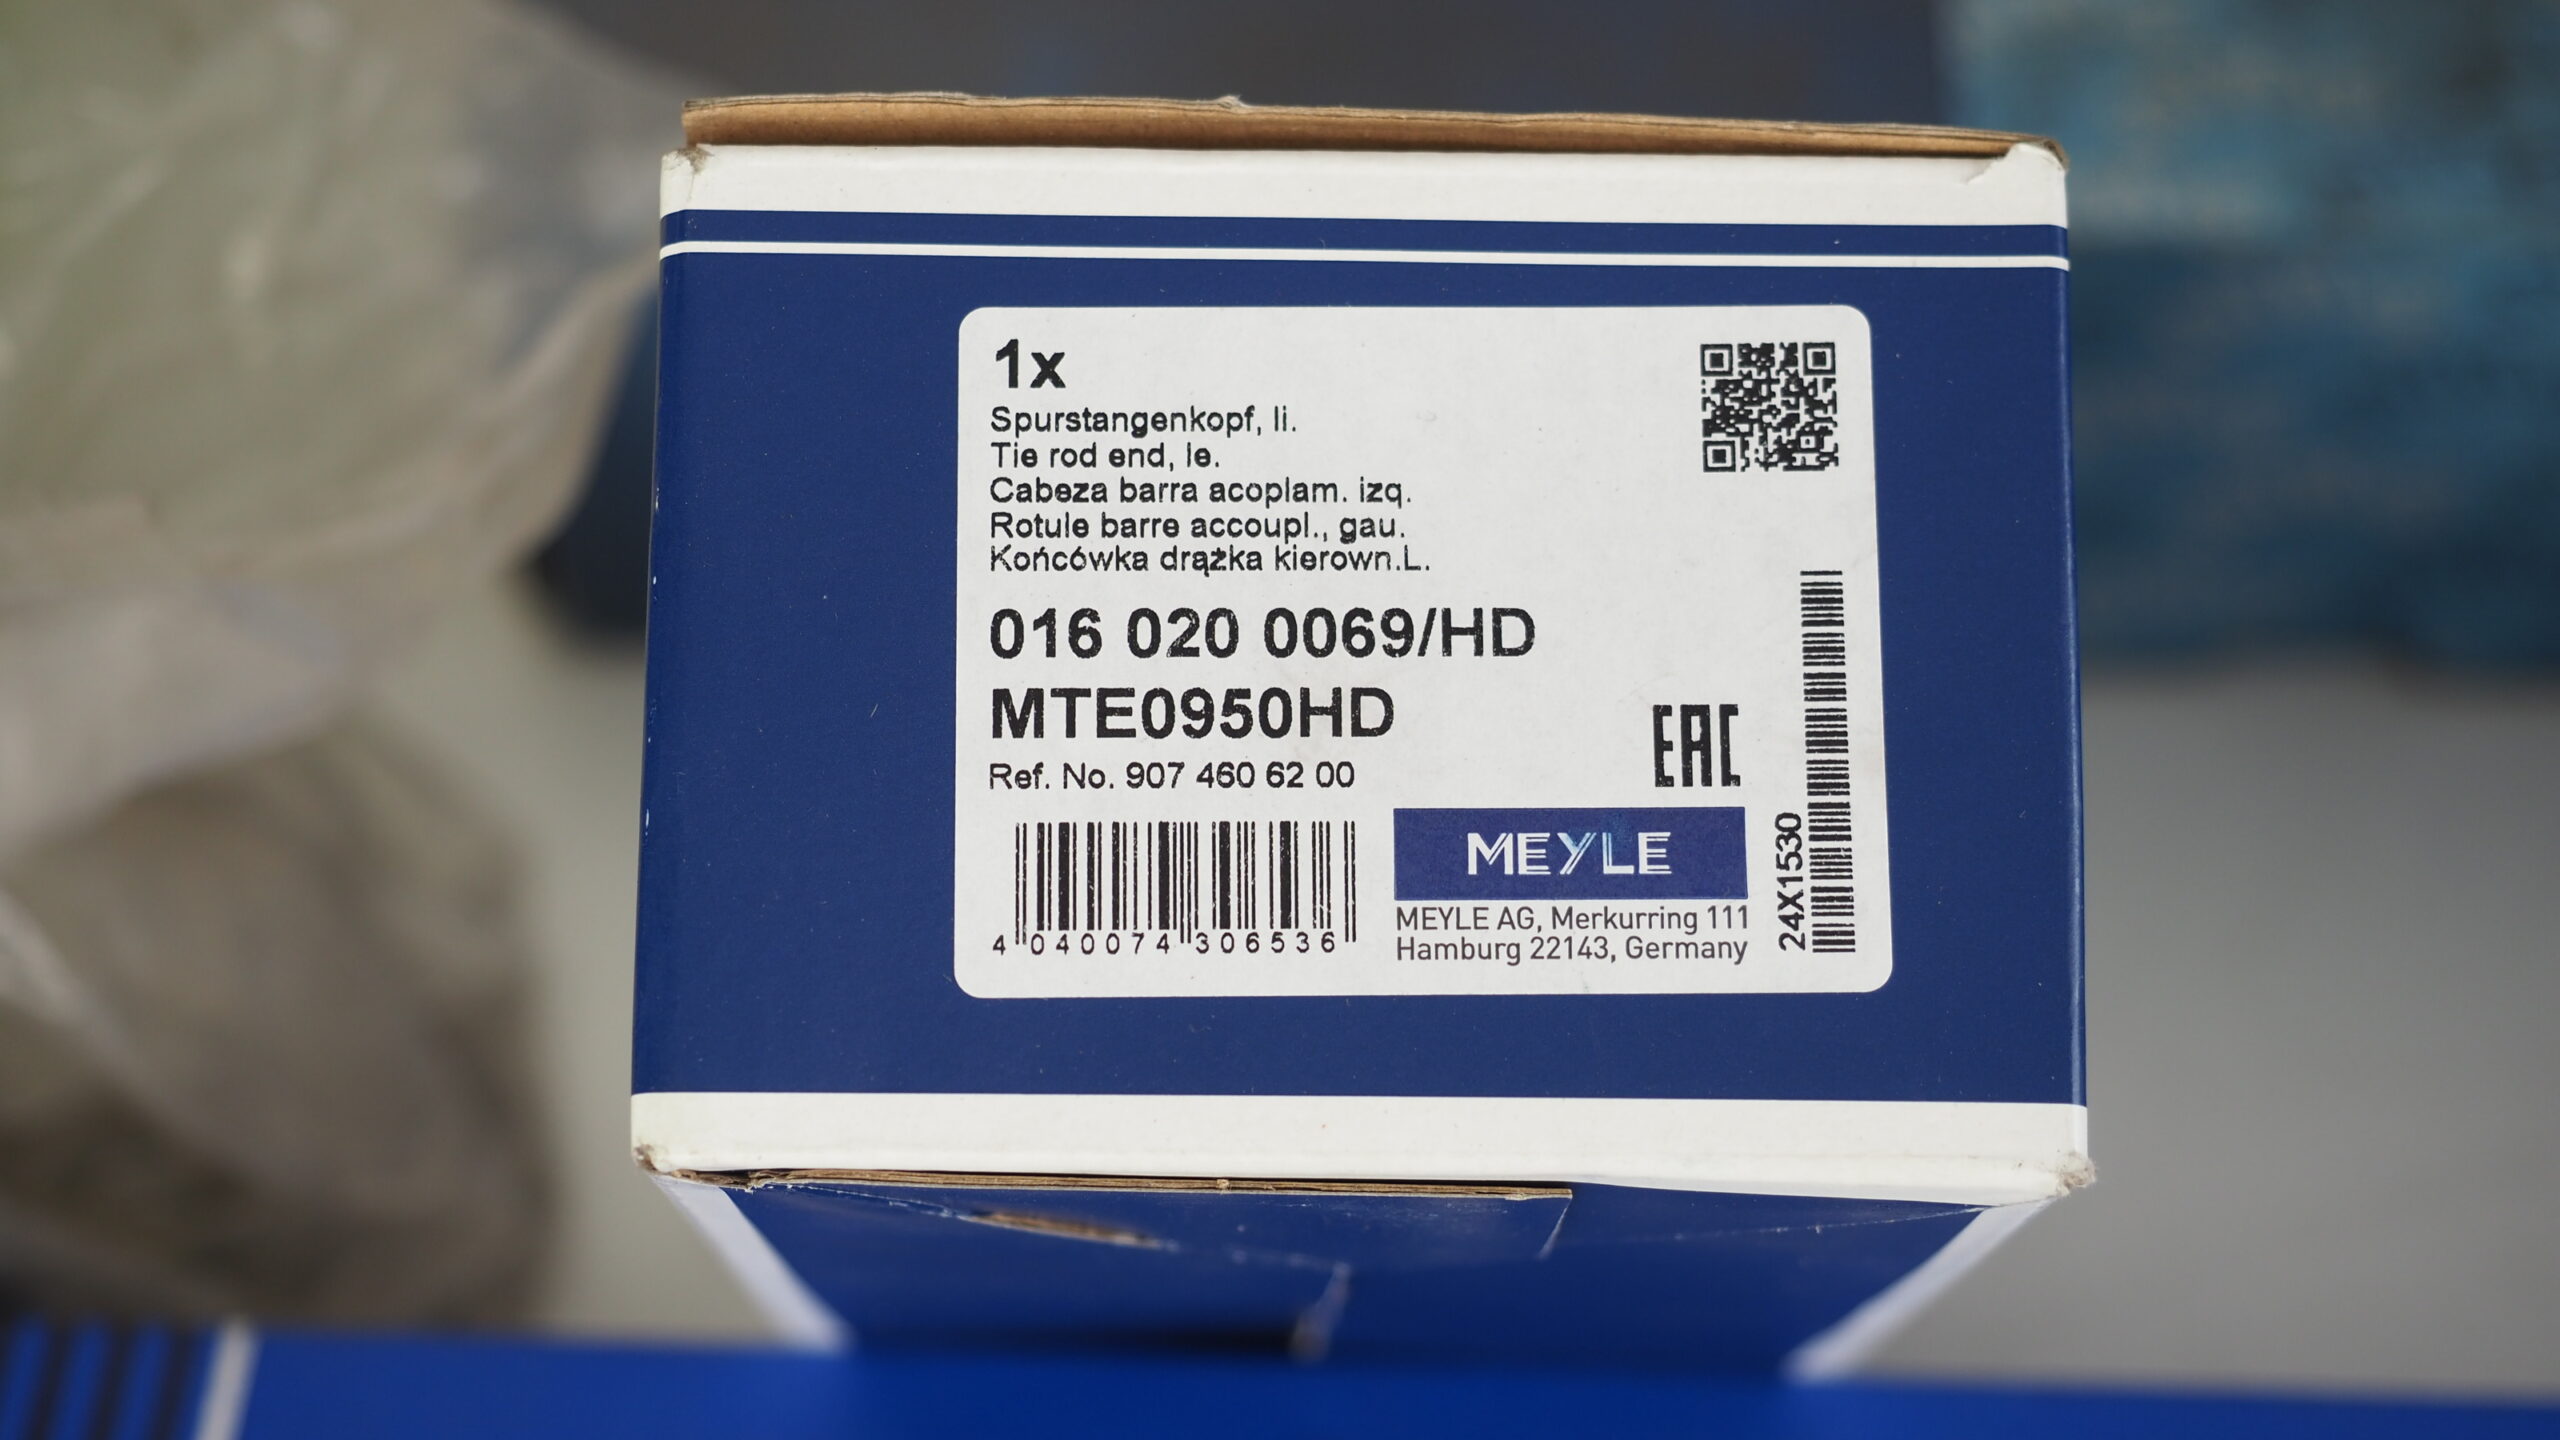 1x
Spurstangenkopf, li.
Tie rod end, le.
Cabeza barra acoplam. izq.
Rotule barre accoupl., gau.
Końcówka drążka kierown.L.
016 020 0069/HD
MTE0950HD
Ref. No. 907 460 62 00
EAC
4 040074 306536
MEYLE
MEYLE AG, Merkurring 111
Hamburg 22143, Germany
24X1530